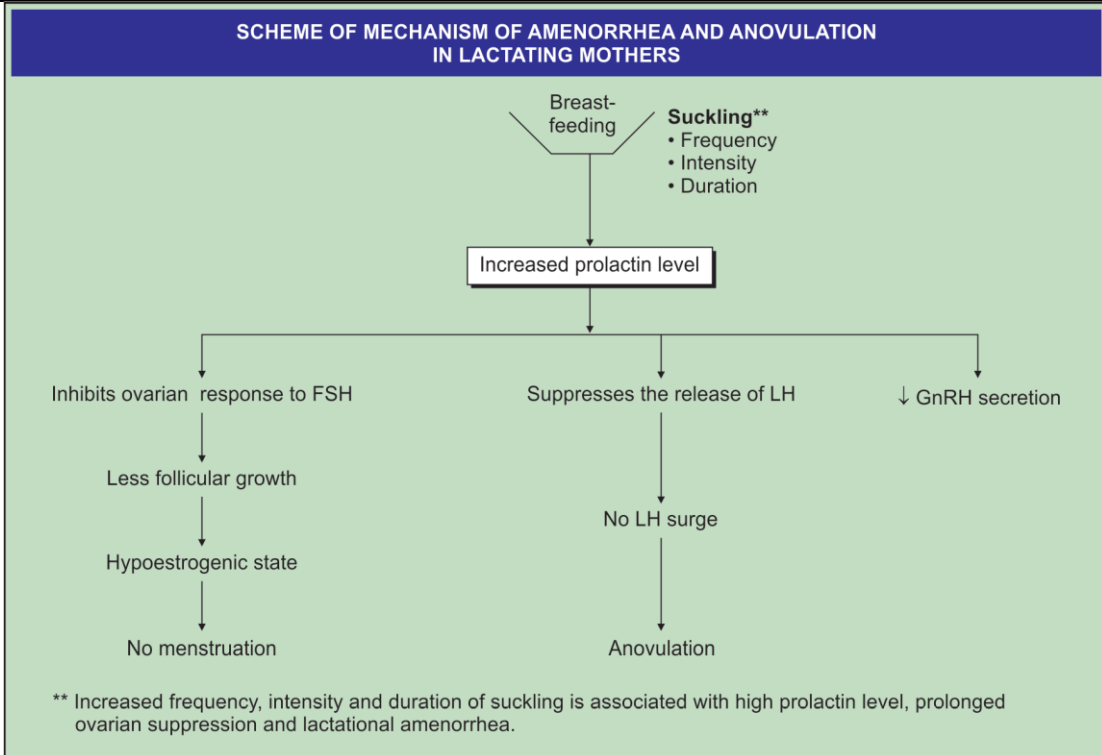 SCHEME OF MECHANISM OF AMENORRHEA AND ANOVULATION
IN LACTATING MOTHERS
Breast-
feeding
Suckling**
• Frequency
• Intensity
• Duration
Increased prolactin level
Inhibits ovarian response to FSH
Less follicular growth
Hypoestrogenic state
No menstruation
Suppresses the release of LH
No LH surge
Anovulation
↓ GnRH secretion
** Increased frequency, intensity and duration of suckling is associated with high prolactin level, prolonged
ovarian suppression and lactational amenorrhea.